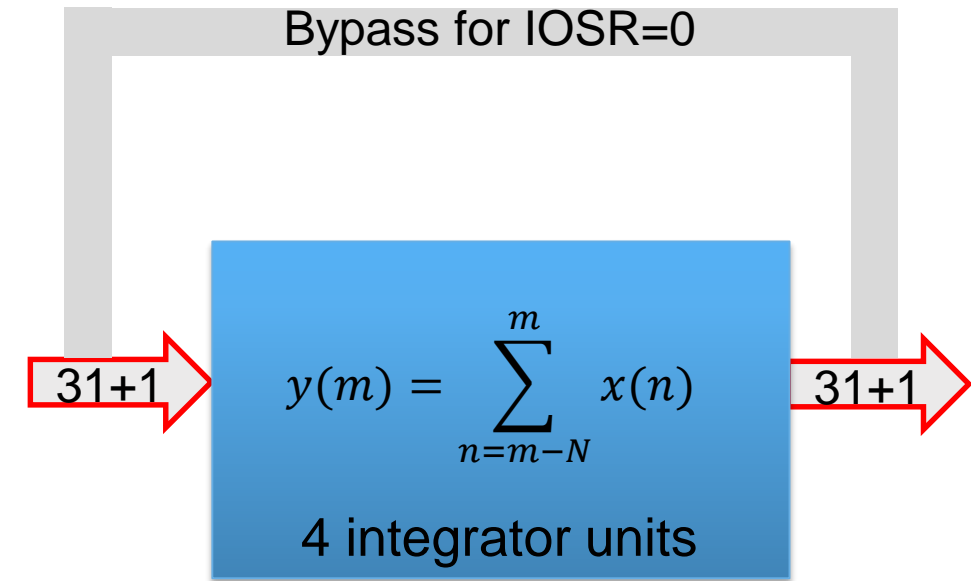 Bypass for IOSR=0
31+1
y(m) = ∑_{n=m−N}^{m} x(n)
31+1
4 integrator units